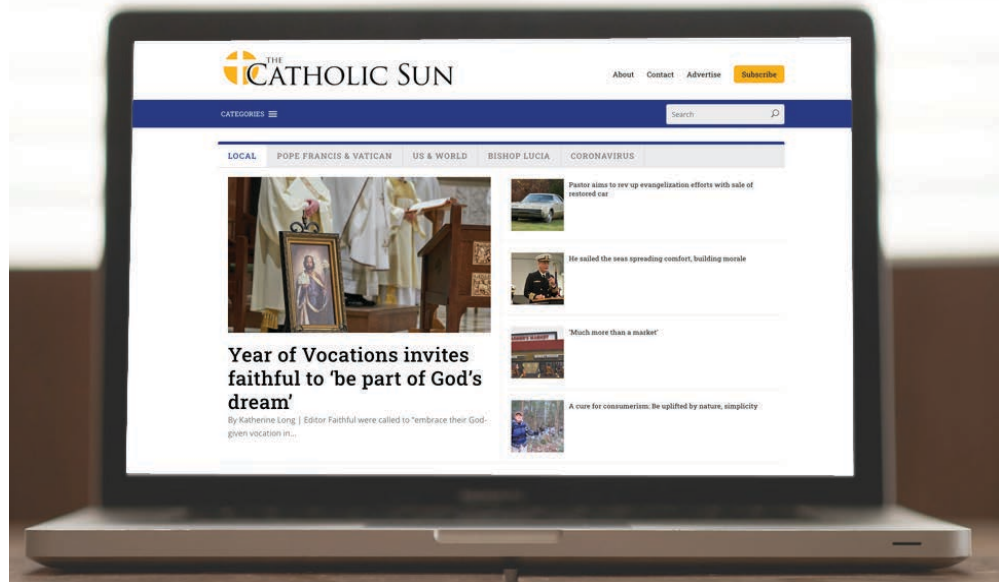 THE
CATHOLIC SUN
About Contact Advertise Subscribe
CATEGORIES
Search
LOCAL POPE FRANCIS & VATICAN US & WORLD BISHOP LUCIA CORONAVIRUS
Year of Vocations invites
faithful to ‘be part of God’s
dream’
By Katherine Long | Editor Faithful were called to “embrace their God-
given vocation in...
Pastor aims to rev up evangelization efforts with sale of
restored car
He sailed the seas spreading comfort, building morale
‘Much more than a market’
A cure for consumerism: Be uplifted by nature, simplicity